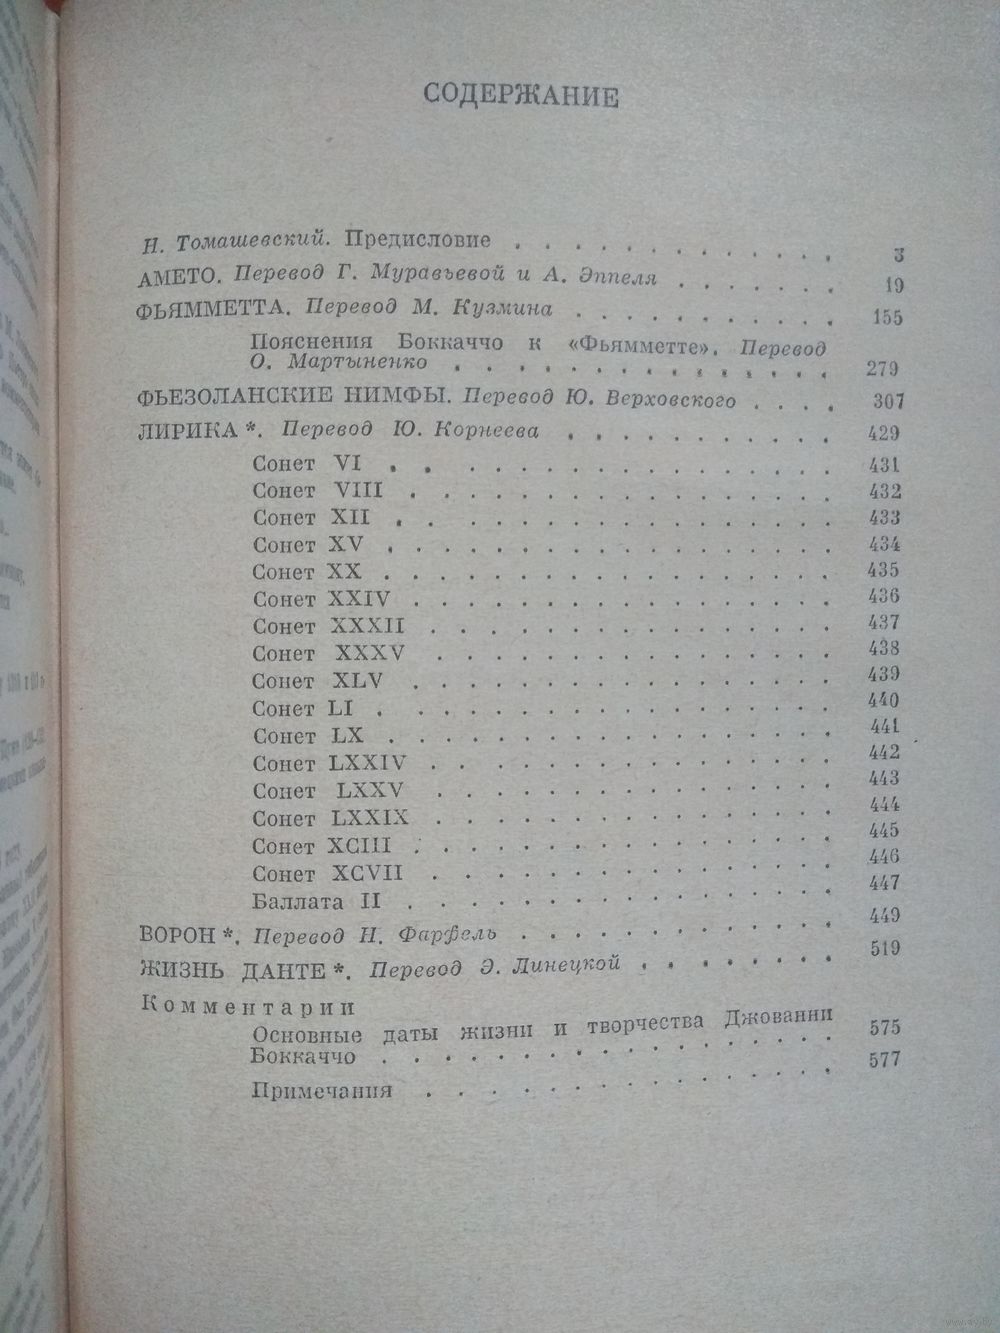 СОДЕРЖАНИЕ
Н. Томашевский. Предисловие . . . . . . . . . . 3
АМЕТО. Перевод Г. Муравьевой и А. Эппеля . . . . . . 19
ФЬЯММЕТТА. Перевод М. Кузмина . . . . . . . . . 155
Пояснения Боккаччо к «Фьямметте». Перевод
О. Мартыненко . . . . . . . . . . . . 279
ФЬЕЗОЛАНСКИЕ НИМФЫ. Перевод Ю. Верховского . . . . 307
ЛИРИКА *. Перевод Ю. Корнеева . . . . . . . . . 429
Сонет VI . . . . . . . . . . . . . 431
Сонет VIII . . . . . . . . . . . . . 432
Сонет XII . . . . . . . . . . . . . 433
Сонет XV . . . . . . . . . . . . . 434
Сонет XX . . . . . . . . . . . . . 435
Сонет XXIV . . . . . . . . . . . . . 436
Сонет XXXII . . . . . . . . . . . . . 437
Сонет XXXV . . . . . . . . . . . . . 438
Сонет XLV . . . . . . . . . . . . . 439
Сонет LI . . . . . . . . . . . . . 440
Сонет LX . . . . . . . . . . . . . 441
Сонет LXXIV . . . . . . . . . . . . . 442
Сонет LXXV . . . . . . . . . . . . . 443
Сонет LXXIX . . . . . . . . . . . . . 444
Сонет XCIII . . . . . . . . . . . . . 445
Сонет XCVII . . . . . . . . . . . . . 446
Баллата II . . . . . . . . . . . . . 447
ВОРОН *. Перевод Н. Фарфель . . . . . . . . . . 449
ЖИЗНЬ ДАНТЕ *. Перевод Э. Линецкой . . . . . . . 519
Комментарии
Основные даты жизни и творчества Джованни
Боккаччо . . . . . . . . . . . . . . 575
Примечания . . . . . . . . . . . . . 577